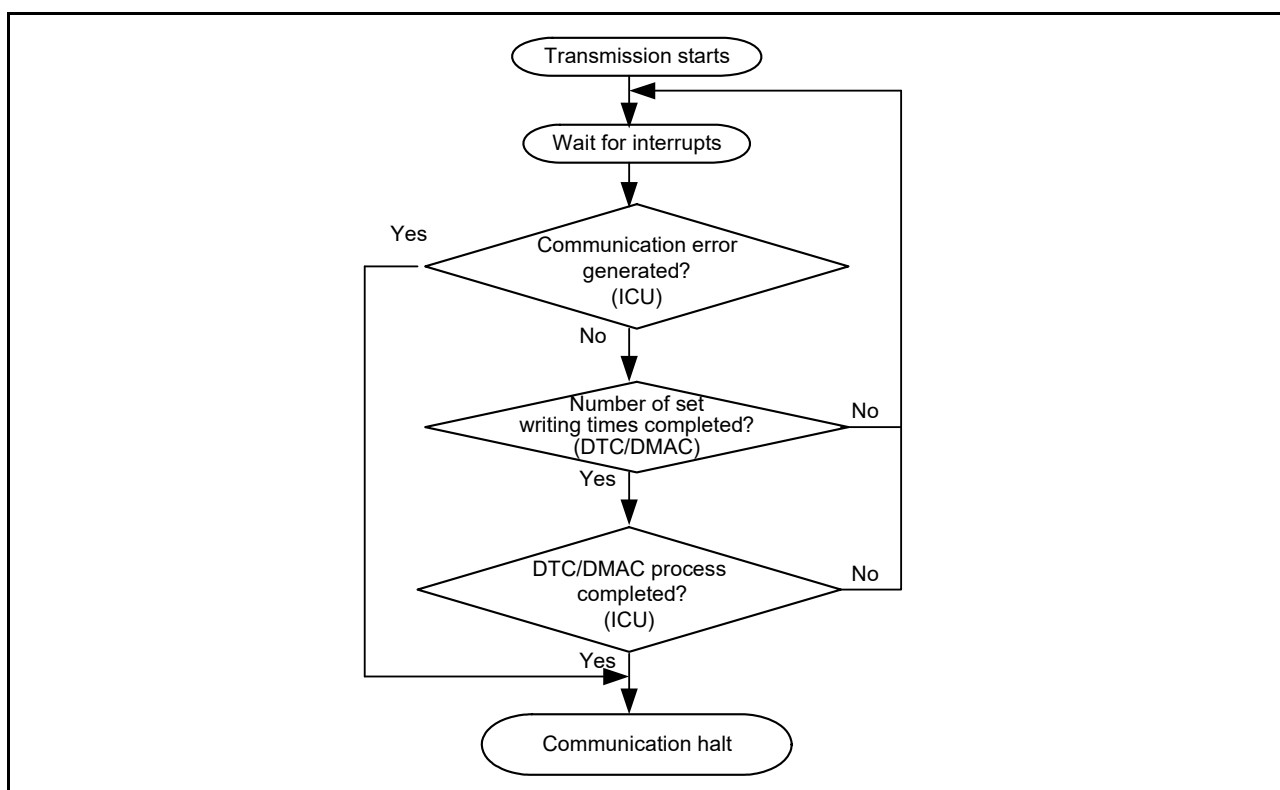 Transmission starts
Wait for interrupts
Yes
Communication error
generated?
(ICU)
No
Number of set
writing times completed?
(DTC/DMAC)
No
Yes
DTC/DMAC process
completed?
(ICU)
No
Yes
Communication halt